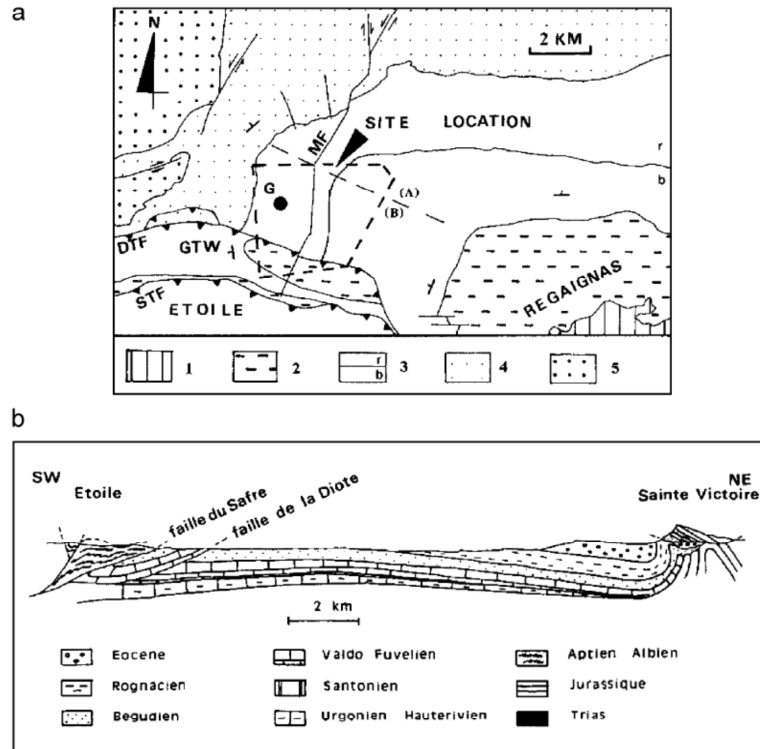 a
N
2 KM
SITE LOCATION
MF
r
b
G
(A)
(B)
DTF
GTW
STF
ETOILE
REGAIGNAS
1 2 r b 3 4 5
b
SW
Etoile
faille du Safre
faille de la Diote
NE
Sainte Victoire
2 km
Eocene Valdo Fuvelien Aptien Albien
Rognacien Santonien Jurassique
Begudien Urgonien Hauterivien Trias